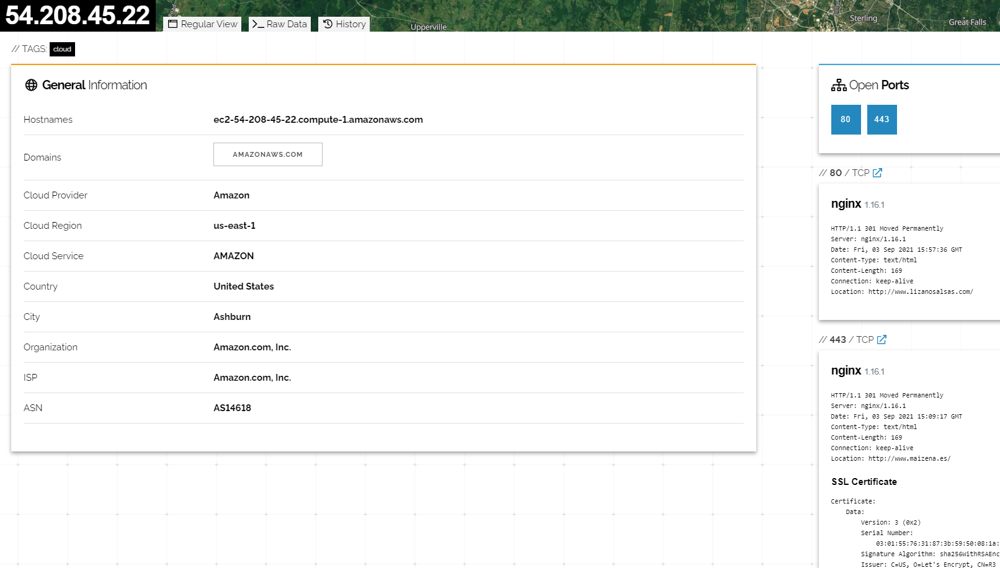 54.208.45.22
Regular View
Raw Data
History
Upperville
Sterling
Great Falls
Road
// TAGS: cloud
General Information
Hostnames ec2-54-208-45-22.compute-1.amazonaws.com
Domains AMAZONAWS.COM
Cloud Provider Amazon
Cloud Region us-east-1
Cloud Service AMAZON
Country United States
City Ashburn
Organization Amazon.com, Inc.
ISP Amazon.com, Inc.
ASN AS14618
Open Ports
80 443
// 80 / TCP
nginx 1.16.1
HTTP/1.1 301 Moved Permanently
Server: nginx/1.16.1
Date: Fri, 03 Sep 2021 15:57:36 GMT
Content-Type: text/html
Content-Length: 169
Connection: keep-alive
Location: http://www.lizanosalsas.com/
// 443 / TCP
nginx 1.16.1
HTTP/1.1 301 Moved Permanently
Server: nginx/1.16.1
Date: Fri, 03 Sep 2021 15:09:17 GMT
Content-Type: text/html
Content-Length: 169
Connection: keep-alive
Location: http://www.maizena.es/
SSL Certificate
Certificate:
Data:
Version: 3 (0x2)
Serial Number:
03:01:55:76:31:87:3b:59:50:08:1a:
Signature Algorithm: sha256WithRSAEnc
Issuer: C=US, O=Let's Encrypt, CN=R3